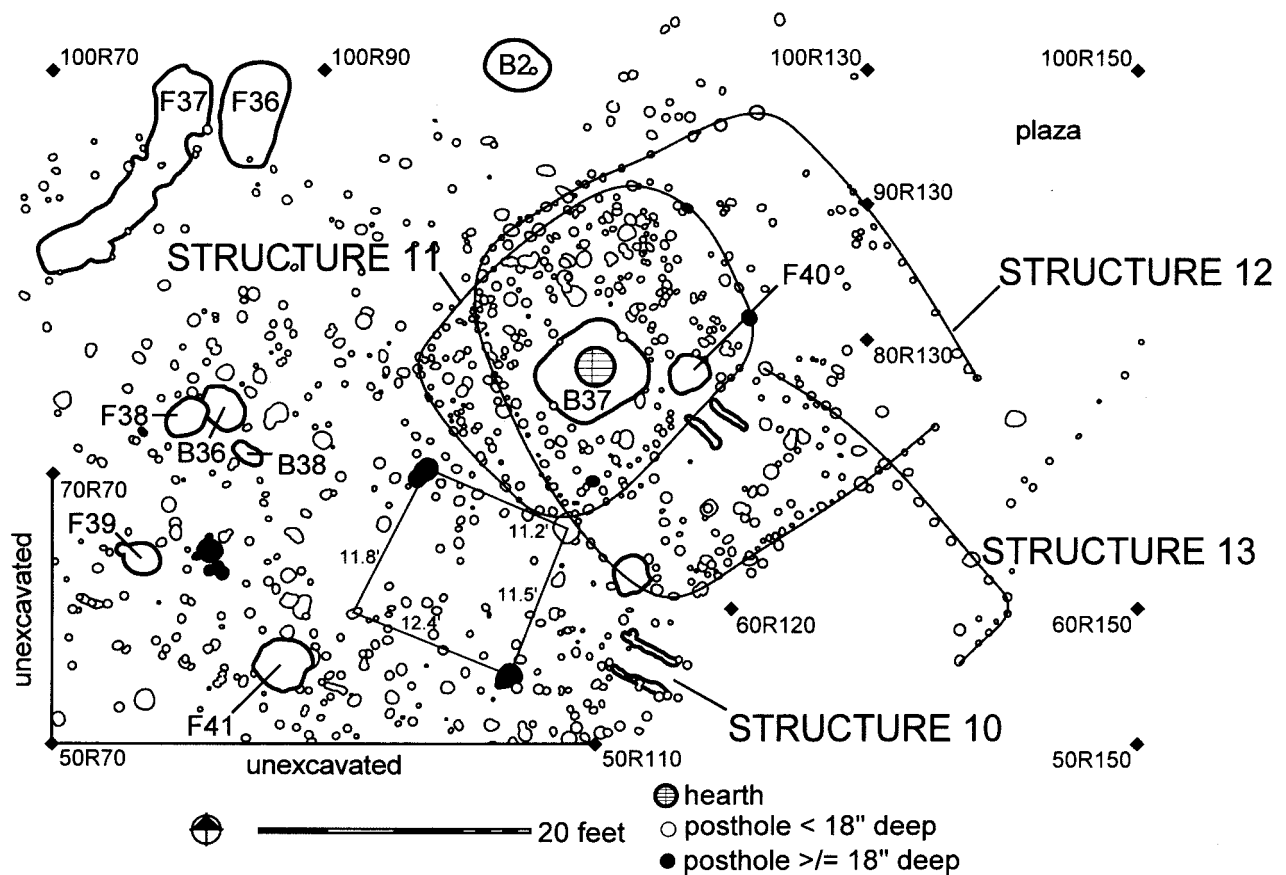 100R70
100R90
B2
100R130
100R150
F37
F36
plaza
90R130
STRUCTURE 11
F40
STRUCTURE 12
80R130
B37
F38
B36
B38
70R70
F39
11.2'
11.8'
11.5'
STRUCTURE 13
12.4'
60R120
60R150
unexcavated
F41
STRUCTURE 10
50R70
unexcavated
50R110
50R150
hearth
20 feet
posthole < 18" deep
posthole >/= 18" deep